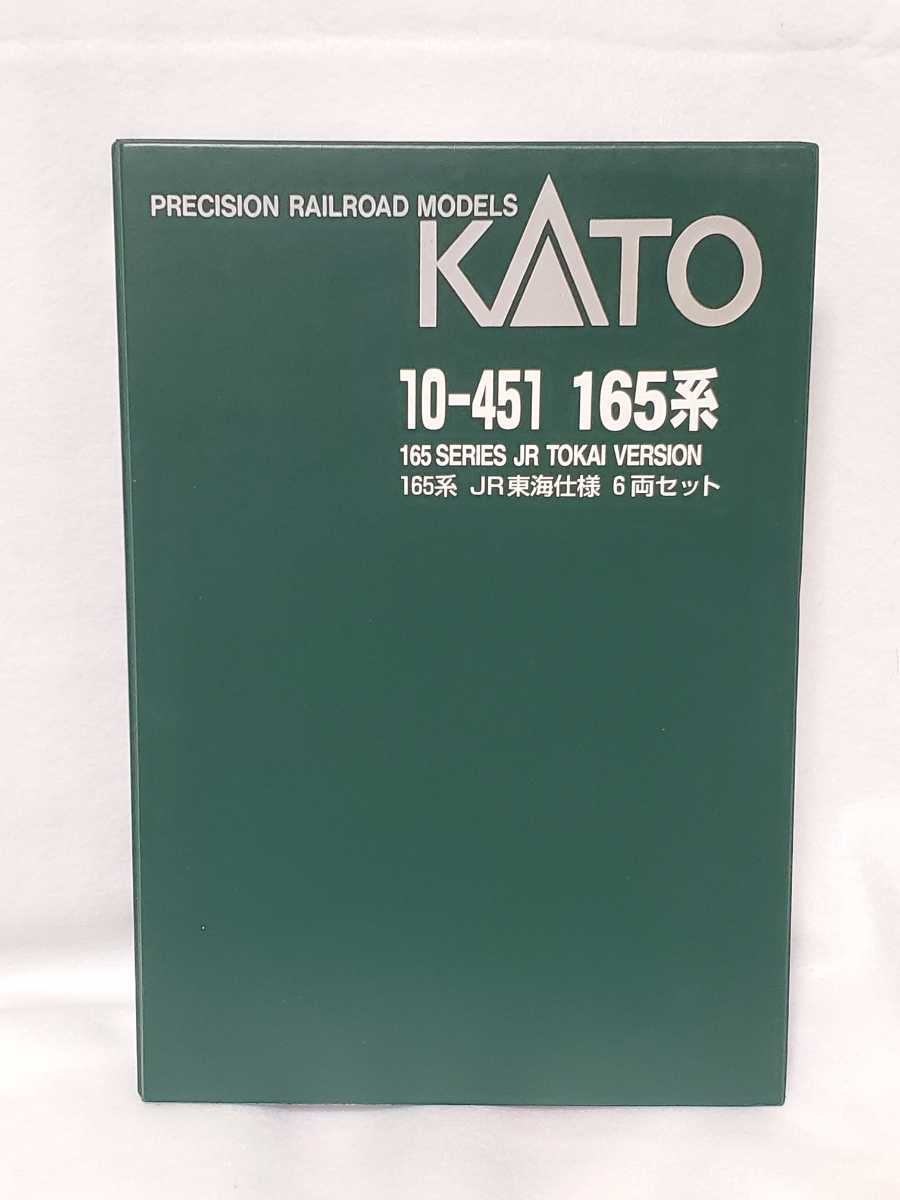 PRECISION RAILROAD MODELS
KATO
10-451 165系
165 SERIES JR TOKAI VERSION
165系 JR東海仕様 6両セット